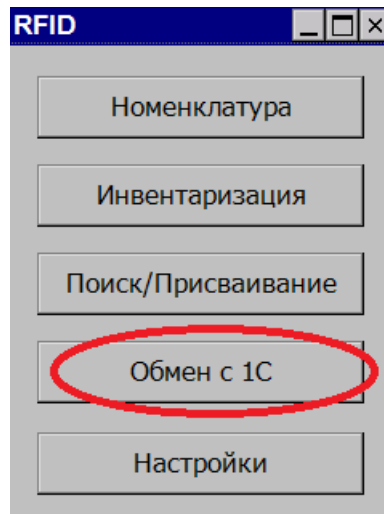 RFID
Номенклатура
Инвентаризация
Поиск/Присваивание
Обмен с 1С
Настройки